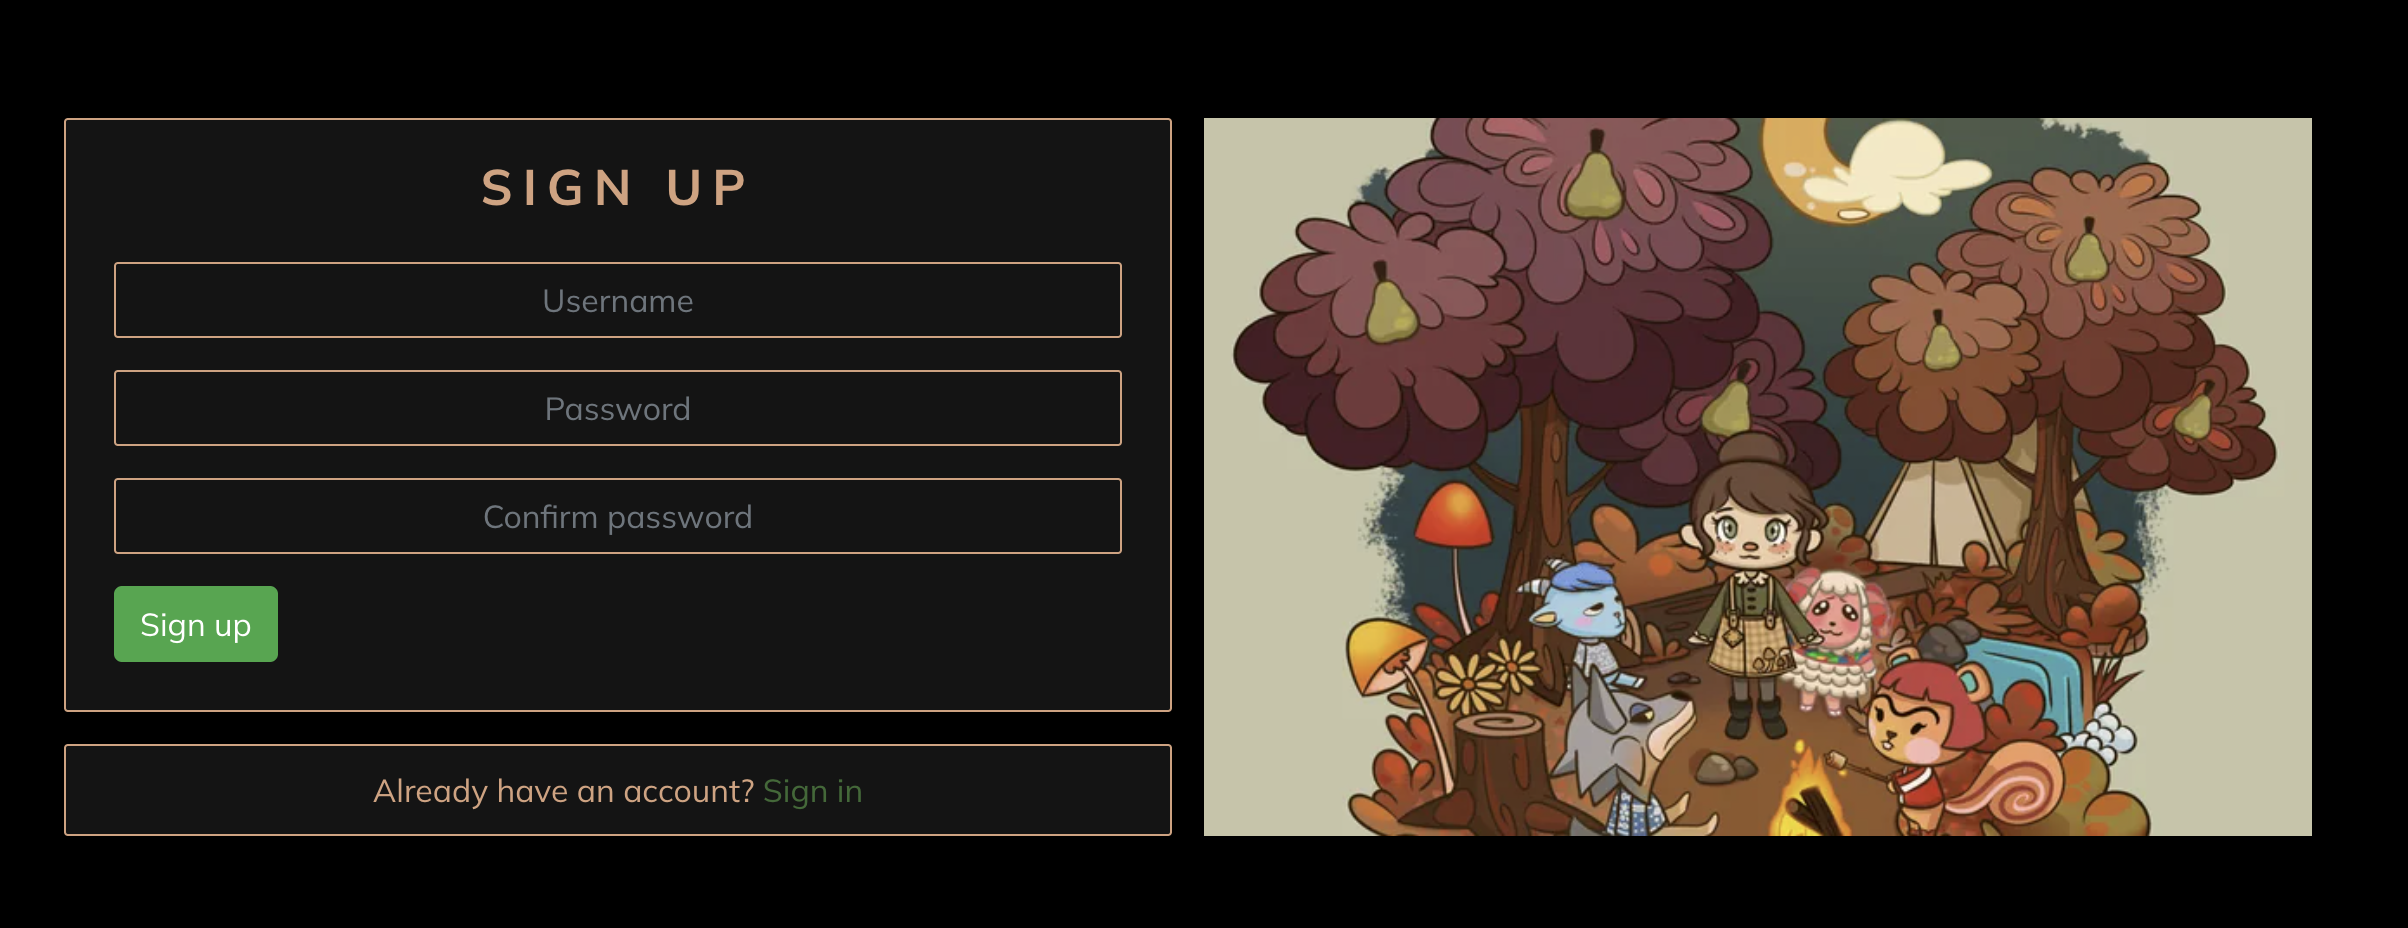 SIGN UP
Username
Password
Confirm password
Sign up
Already have an account? Sign in